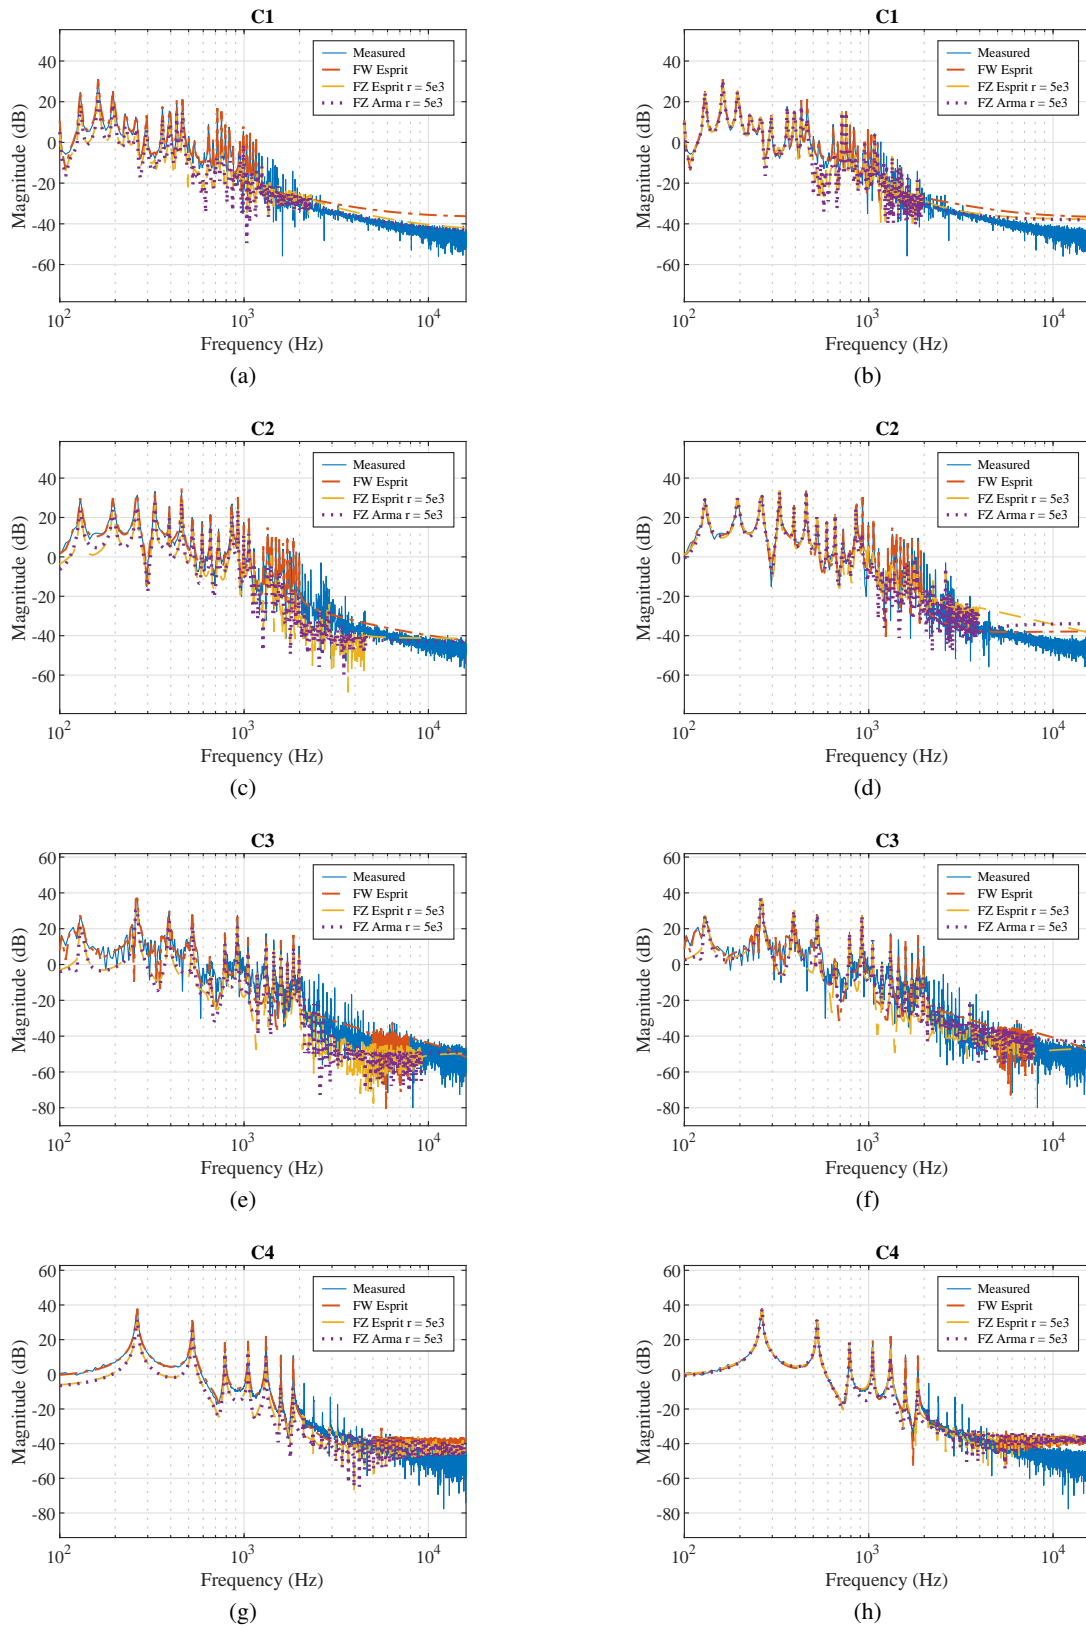 C1
Measured
FW Esprit
FZ Esprit r = 5e3
FZ Arma r = 5e3
40
20
0
-20
-40
-60
Magnitude (dB)
10^2
10^3
10^4
Frequency (Hz)
(a)
C1
Measured
FW Esprit
FZ Esprit r = 5e3
FZ Arma r = 5e3
40
20
0
-20
-40
-60
Magnitude (dB)
10^2
10^3
10^4
Frequency (Hz)
(b)
C2
Measured
FW Esprit
FZ Esprit r = 5e3
FZ Arma r = 5e3
40
20
0
-20
-40
-60
Magnitude (dB)
10^2
10^3
10^4
Frequency (Hz)
(c)
C2
Measured
FW Esprit
FZ Esprit r = 5e3
FZ Arma r = 5e3
40
20
0
-20
-40
-60
Magnitude (dB)
10^2
10^3
10^4
Frequency (Hz)
(d)
C3
Measured
FW Esprit
FZ Esprit r = 5e3
FZ Arma r = 5e3
60
40
20
0
-20
-40
-60
-80
Magnitude (dB)
10^2
10^3
10^4
Frequency (Hz)
(e)
C3
Measured
FW Esprit
FZ Esprit r = 5e3
FZ Arma r = 5e3
60
40
20
0
-20
-40
-60
-80
Magnitude (dB)
10^2
10^3
10^4
Frequency (Hz)
(f)
C4
Measured
FW Esprit
FZ Esprit r = 5e3
FZ Arma r = 5e3
60
40
20
0
-20
-40
-60
-80
Magnitude (dB)
10^2
10^3
10^4
Frequency (Hz)
(g)
C4
Measured
FW Esprit
FZ Esprit r = 5e3
FZ Arma r = 5e3
60
40
20
0
-20
-40
-60
-80
Magnitude (dB)
10^2
10^3
10^4
Frequency (Hz)
(h)